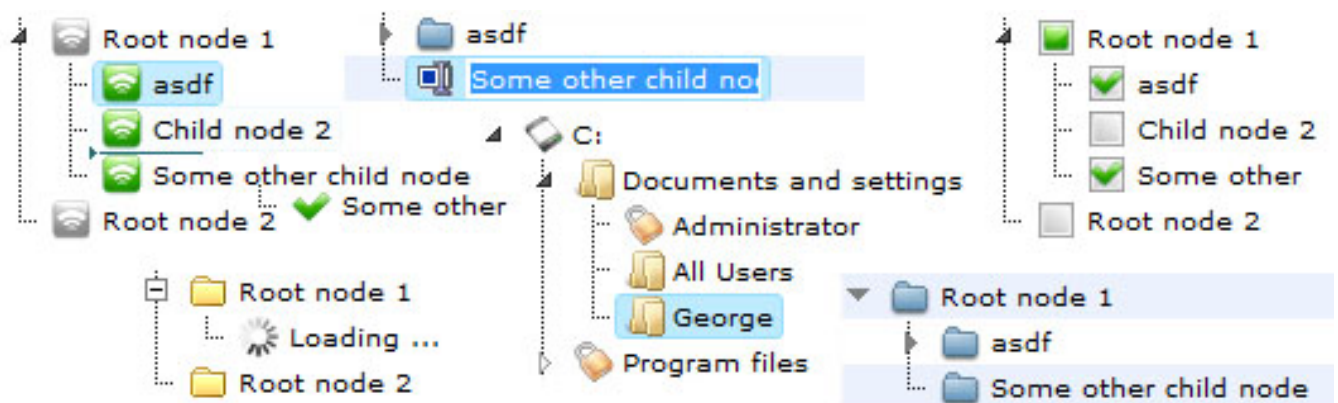 Root node 1
asdf
Child node 2
Some other child node
Some other
Root node 2
asdf
Some other child no
C:
Documents and settings
Administrator
All Users
George
Program files
Root node 1
asdf
Child node 2
Some other
Root node 2
Root node 1
Loading ...
Root node 2
Root node 1
asdf
Some other child node